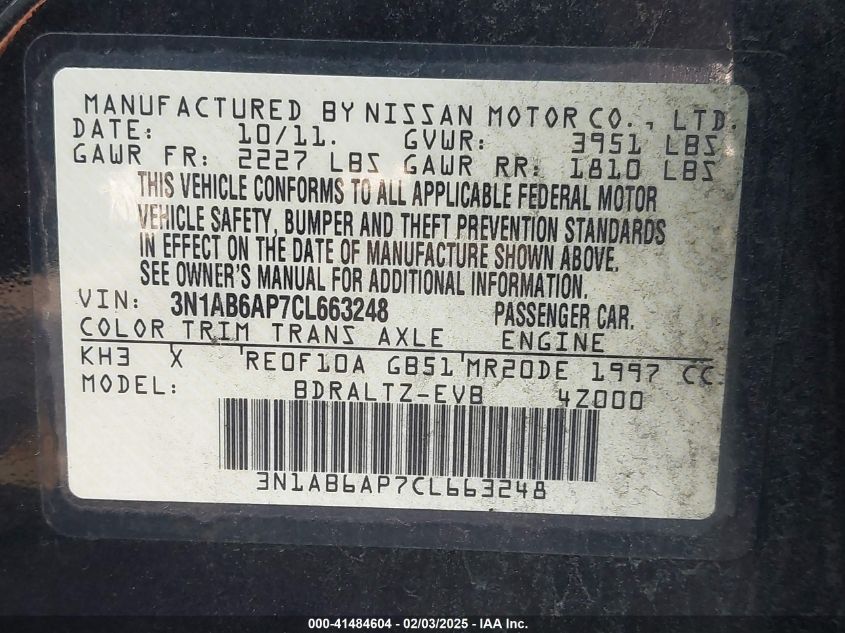 MANUFACTURED BY NISSAN MOTOR CO., LTD.
DATE: 10/11. GVWR: 3951 LBS
GAWR FR: 2227 LBS GAWR RR: 1810 LBS
THIS VEHICLE CONFORMS TO ALL APPLICABLE FEDERAL MOTOR
VEHICLE SAFETY, BUMPER AND THEFT PREVENTION STANDARDS
IN EFFECT ON THE DATE OF MANUFACTURE SHOWN ABOVE.
SEE OWNER'S MANUAL FOR ADDITIONAL INFORMATION.
VIN: 3N1AB6AP7CL663248 PASSENGER CAR.
COLOR TRIM TRANS AXLE ENGINE
KH3 X RE0F10A GB51 MR20DE 1997 CC
MODEL: BDRALTZ-EVB 4Z000
3N1AB6AP7CL663248
000-41484604 - 02/03/2025 - IAA Inc.